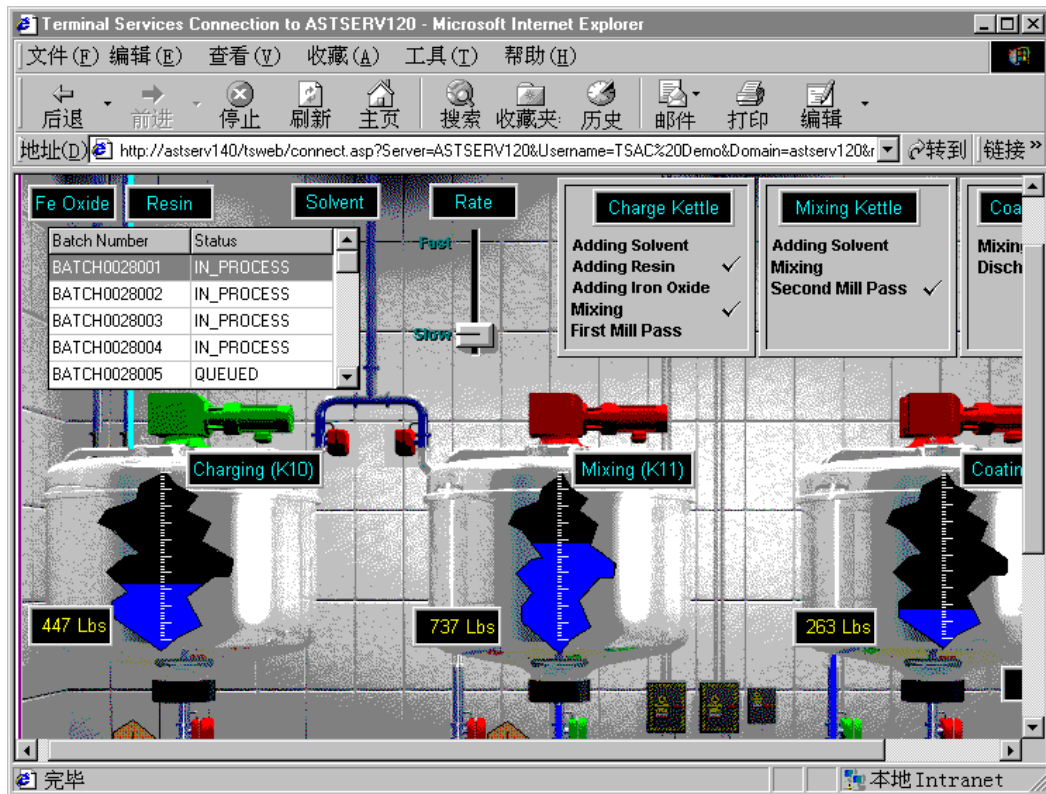 Terminal Services Connection to ASTSERV120 - Microsoft Internet Explorer
文件(F) 编辑(E) 查看(V) 收藏(A) 工具(T) 帮助(H)
后退 前进 停止 刷新 主页 搜索 收藏夹 历史 邮件 打印 编辑
地址(D) http://astserv140/tsweb/connect.asp?Server=ASTSERV120&Username=TSAC%20Demo&Domain=astserv120&r 转到 链接 »
Fe Oxide Resin Solvent Rate Charge Kettle Mixing Kettle Coa
Batch Number Status
BATCH0028001 IN_PROCESS
BATCH0028002 IN_PROCESS
BATCH0028003 IN_PROCESS
BATCH0028004 IN_PROCESS
BATCH0028005 QUEUED
Fast
Slow
Adding Solvent
Adding Resin ✓
Adding Iron Oxide
Mixing ✓
First Mill Pass
Adding Solvent
Mixing
Second Mill Pass ✓
Mixin
Disch
Charging (K10) Mixing (K11) Coatin
447 Lbs 737 Lbs 263 Lbs
完毕 本地 Intranet